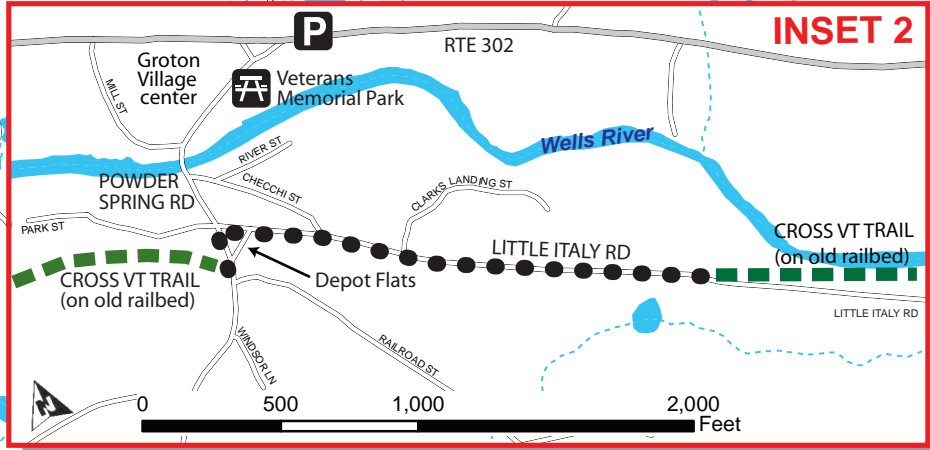 INSET 2
P
RTE 302
Groton
Village
center
MILL ST
Veterans
Memorial Park
Wells River
RIVER ST
POWDER
SPRING RD
CHECCHI ST
CLARKS LANDING ST
PARK ST
CROSS VT TRAIL
(on old railbed)
LITTLE ITALY RD
CROSS VT TRAIL
(on old railbed)
Depot Flats
LITTLE ITALY RD
WINDSOR LN
RAILROAD ST
N
0 500 1,000 2,000
Feet